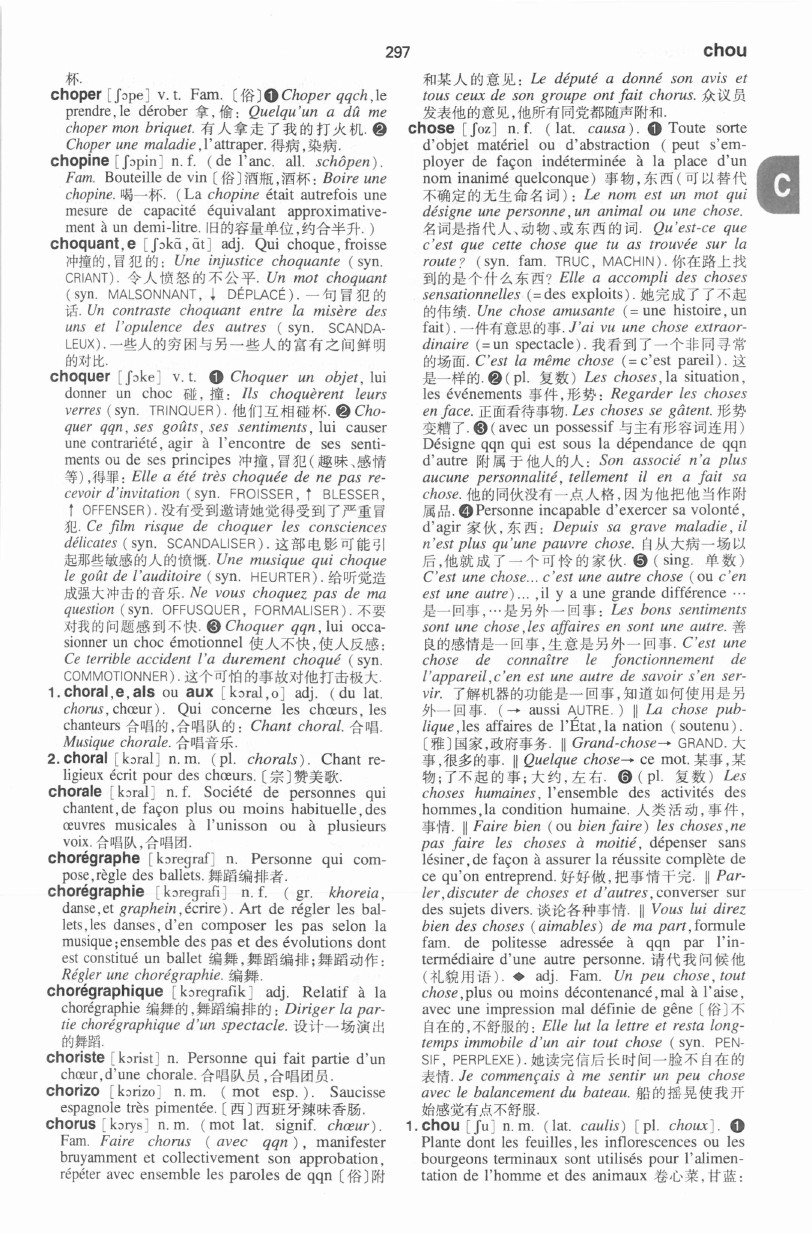 297
chou
杯.
choper [ʃɔpe] v. t. Fam. 〔俗〕❶ Choper qqch, le
prendre, le dérober 拿, 偷: Quelqu'un a dû me
choper mon briquet. 有人拿走了我的打火机. ❷
Choper une maladie, l'attraper. 得病, 染病.
chopine [ʃɔpin] n. f. (de l'anc. all. schôpen).
Fam. Bouteille de vin〔俗〕酒瓶, 酒杯: Boire une
chopine. 喝一杯. (La chopine était autrefois une
mesure de capacité équivalant approximative-
ment à un demi-litre. 旧的容量单位, 约合半升. )
choquant, e [ʃɔkɑ̃, ɑ̃t] adj. Qui choque, froisse
冲撞的, 冒犯的: Une injustice choquante (syn.
CRIANT). 令人愤怒的不公平. Un mot choquant
(syn. MALSONNANT, ↓ DÉPLACÉ). 一句冒犯的
话. Un contraste choquant entre la misère des
uns et l'opulence des autres (syn. SCANDA-
LEUX). 一些人的穷困与另一些人的富有之间鲜明
的对比.
choquer [ʃɔke] v. t. ❶ Choquer un objet, lui
donner un choc 碰, 撞: Ils choquèrent leurs
verres (syn. TRINQUER). 他们互相碰杯. ❷ Cho-
quer qqn, ses goûts, ses sentiments, lui causer
une contrariété, agir à l'encontre de ses senti-
ments ou de ses principes 冲撞, 冒犯(趣味、感情
等), 得罪: Elle a été très choquée de ne pas re-
cevoir d'invitation (syn. FROISSER, ↑ BLESSER,
↑ OFFENSER). 没有受到邀请她觉得受到了严重冒
犯. Ce film risque de choquer les consciences
délicates (syn. SCANDALISER). 这部电影可能引
起那些敏感的人的愤慨. Une musique qui choque
le goût de l'auditoire (syn. HEURTER). 给听觉造
成强大冲击的音乐. Ne vous choquez pas de ma
question (syn. OFFUSQUER, FORMALISER). 不要
对我的问题感到不快. ❸ Choquer qqn, lui occa-
sionner un choc émotionnel 使人不快, 使人反感:
Ce terrible accident l'a durement choqué (syn.
COMMOTIONNER). 这个可怕的事故对他打击极大.
1. choral, e, als ou aux [kɔral, o] adj. (du lat.
chorus, chœur). Qui concerne les chœurs, les
chanteurs 合唱的, 合唱队的: Chant choral. 合唱.
Musique chorale. 合唱音乐.
2. choral [kɔral] n. m. (pl. chorals). Chant re-
ligieux écrit pour des chœurs. 〔宗〕赞美歌.
chorale [kɔral] n. f. Société de personnes qui
chantent, de façon plus ou moins habituelle, des
œuvres musicales à l'unisson ou à plusieurs
voix. 合唱队, 合唱团.
chorégraphe [kɔregraf] n. Personne qui com-
pose, règle des ballets. 舞蹈编排者.
chorégraphie [kɔregrafi] n. f. (gr. khoreia,
danse, et graphein, écrire). Art de régler les bal-
lets, les danses, d'en composer les pas selon la
musique; ensemble des pas et des évolutions dont
est constitué un ballet 编舞, 舞蹈编排; 舞蹈动作:
Régler une chorégraphie. 编舞.
chorégraphique [kɔregrafik] adj. Relatif à la
chorégraphie 编舞的, 舞蹈编排的: Diriger la par-
tie chorégraphique d'un spectacle. 设计一场演出
的舞蹈.
choriste [kɔrist] n. Personne qui fait partie d'un
chœur, d'une chorale. 合唱队员, 合唱团员.
chorizo [kɔrizo] n. m. (mot esp.). Saucisse
espagnole très pimentée. 〔西〕西班牙辣味香肠.
chorus [kɔrys] n. m. (mot lat. signif. chœur).
Fam. Faire chorus (avec qqn), manifester
bruyamment et collectivement son approbation,
répéter avec ensemble les paroles de qqn〔俗〕附
和某人的意见: Le député a donné son avis et
tous ceux de son groupe ont fait chorus. 众议员
发表他的意见, 他所有同党都随声附和.
chose [ʃoz] n. f. (lat. causa). ❶ Toute sorte
d'objet matériel ou d'abstraction (peut s'em-
ployer de façon indéterminée à la place d'un
nom inanimé quelconque) 事物, 东西(可以替代
不确定的无生命名词): Le nom est un mot qui
désigne une personne, un animal ou une chose.
名词是指代人、动物、或东西的词. Qu'est-ce que
c'est que cette chose que tu as trouvée sur la
route? (syn. fam. TRUC, MACHIN). 你在路上找
到的是个什么东西? Elle a accompli des choses
sensationnelles (= des exploits). 她完成了了不起
的伟绩. Une chose amusante (= une histoire, un
fait). 一件有意思的事. J'ai vu une chose extraor-
dinaire (= un spectacle). 我看到了一个非同寻常
的场面. C'est la même chose (= c'est pareil). 这
是一样的. ❷ (pl. 复数) Les choses, la situation,
les événements 事件, 形势: Regarder les choses
en face. 正面看待事物. Les choses se gâtent. 形势
变糟了. ❸ (avec un possessif 与主有形容词连用)
Désigne qqn qui est sous la dépendance de qqn
d'autre 附属于他人的人: Son associé n'a plus
aucune personnalité, tellement il en a fait sa
chose. 他的同伙没有一点人格, 因为他把他当作附
属品. ❹ Personne incapable d'exercer sa volonté,
d'agir 家伙, 东西: Depuis sa grave maladie, il
n'est plus qu'une pauvre chose. 自从大病一场以
后, 他就成了一个可怜的家伙. ❺ (sing. 单数)
C'est une chose... c'est une autre chose (ou c'en
est une autre)... , il y a une grande différence …
是一回事, …是另外一回事: Les bons sentiments
sont une chose, les affaires en sont une autre. 善
良的感情是一回事, 生意是另外一回事. C'est une
chose de connaître le fonctionnement de
l'appareil, c'en est une autre de savoir s'en ser-
vir. 了解机器的功能是一回事, 知道如何使用是另
外一回事. (→ aussi AUTRE. ) ‖ La chose pub-
lique, les affaires de l'État, la nation (soutenu).
〔雅〕国家, 政府事务. ‖ Grand-chose→ GRAND. 大
事, 很多的事. ‖ Quelque chose→ ce mot. 某事, 某
物; 了不起的事; 大约, 左右. ❻ (pl. 复数) Les
choses humaines, l'ensemble des activités des
hommes, la condition humaine. 人类活动, 事件,
事情. ‖ Faire bien (ou bien faire) les choses, ne
pas faire les choses à moitié, dépenser sans
lésiner, de façon à assurer la réussite complète de
ce qu'on entreprend. 好好做, 把事情干完. ‖ Par-
ler, discuter de choses et d'autres, converser sur
des sujets divers. 谈论各种事情. ‖ Vous lui direz
bien des choses (aimables) de ma part, formule
fam. de politesse adressée à qqn par l'in-
termédiaire d'une autre personne. 请代我问候他
(礼貌用语). ◆ adj. Fam. Un peu chose, tout
chose, plus ou moins décontenancé, mal à l'aise,
avec une impression mal définie de gêne〔俗〕不
自在的, 不舒服的: Elle lut la lettre et resta long-
temps immobile d'un air tout chose (syn. PEN-
SIF, PERPLEXE). 她读完信后长时间一脸不自在的
表情. Je commençais à me sentir un peu chose
avec le balancement du bateau. 船的摇晃使我开
始感觉有点不舒服.
1. chou [ʃu] n. m. (lat. caulis) [pl. choux]. ❶
Plante dont les feuilles, les inflorescences ou les
bourgeons terminaux sont utilisés pour l'alimen-
tation de l'homme et des animaux 卷心菜, 甘蓝:
C